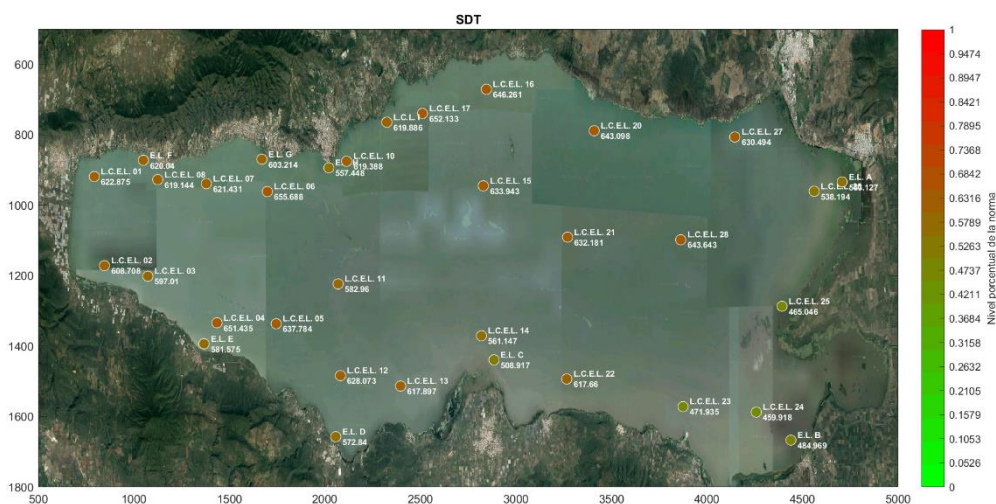 SDT
500
1000
1500
2000
2500
3000
3500
4000
4500
5000
600
800
1000
1200
1400
1600
1800
L.C.E.L. 16
646.261
L.C.E.L. 17
652.133
L.C.L I
619.886
L.C.E.L. 20
643.098
L.C.E.L. 27
630.494
E.L. F
620.04
E.L. G
603.214
L.C.E.L. 10
619.388
557.448
L.C.E.L. 01
622.875
L.C.E.L. 08
619.144
L.C.E.L. 07
621.431
L.C.E.L. 06
655.688
L.C.E.L. 15
633.943
E.L. A
538.194
L.C.E.L. 21
632.181
L.C.E.L. 28
643.643
L.C.E.L. 02
608.708
L.C.E.L. 03
597.01
L.C.E.L. 11
582.96
L.C.E.L. 25
465.046
L.C.E.L. 04
651.435
L.C.E.L. 05
637.784
E.L. E
581.575
L.C.E.L. 14
561.147
E.L. C
508.917
L.C.E.L. 12
628.073
L.C.E.L. 13
617.897
L.C.E.L. 22
617.66
L.C.E.L. 23
471.935
L.C.E.L. 24
459.918
E.L. D
572.84
E.L. B
484.969
1
0.9474
0.8947
0.8421
0.7895
0.7368
0.6842
0.6316
0.5789
0.5263
0.4737
0.4211
0.3684
0.3158
0.2632
0.2105
0.1579
0.1053
0.0526
0
Nivel porcentual de la norma